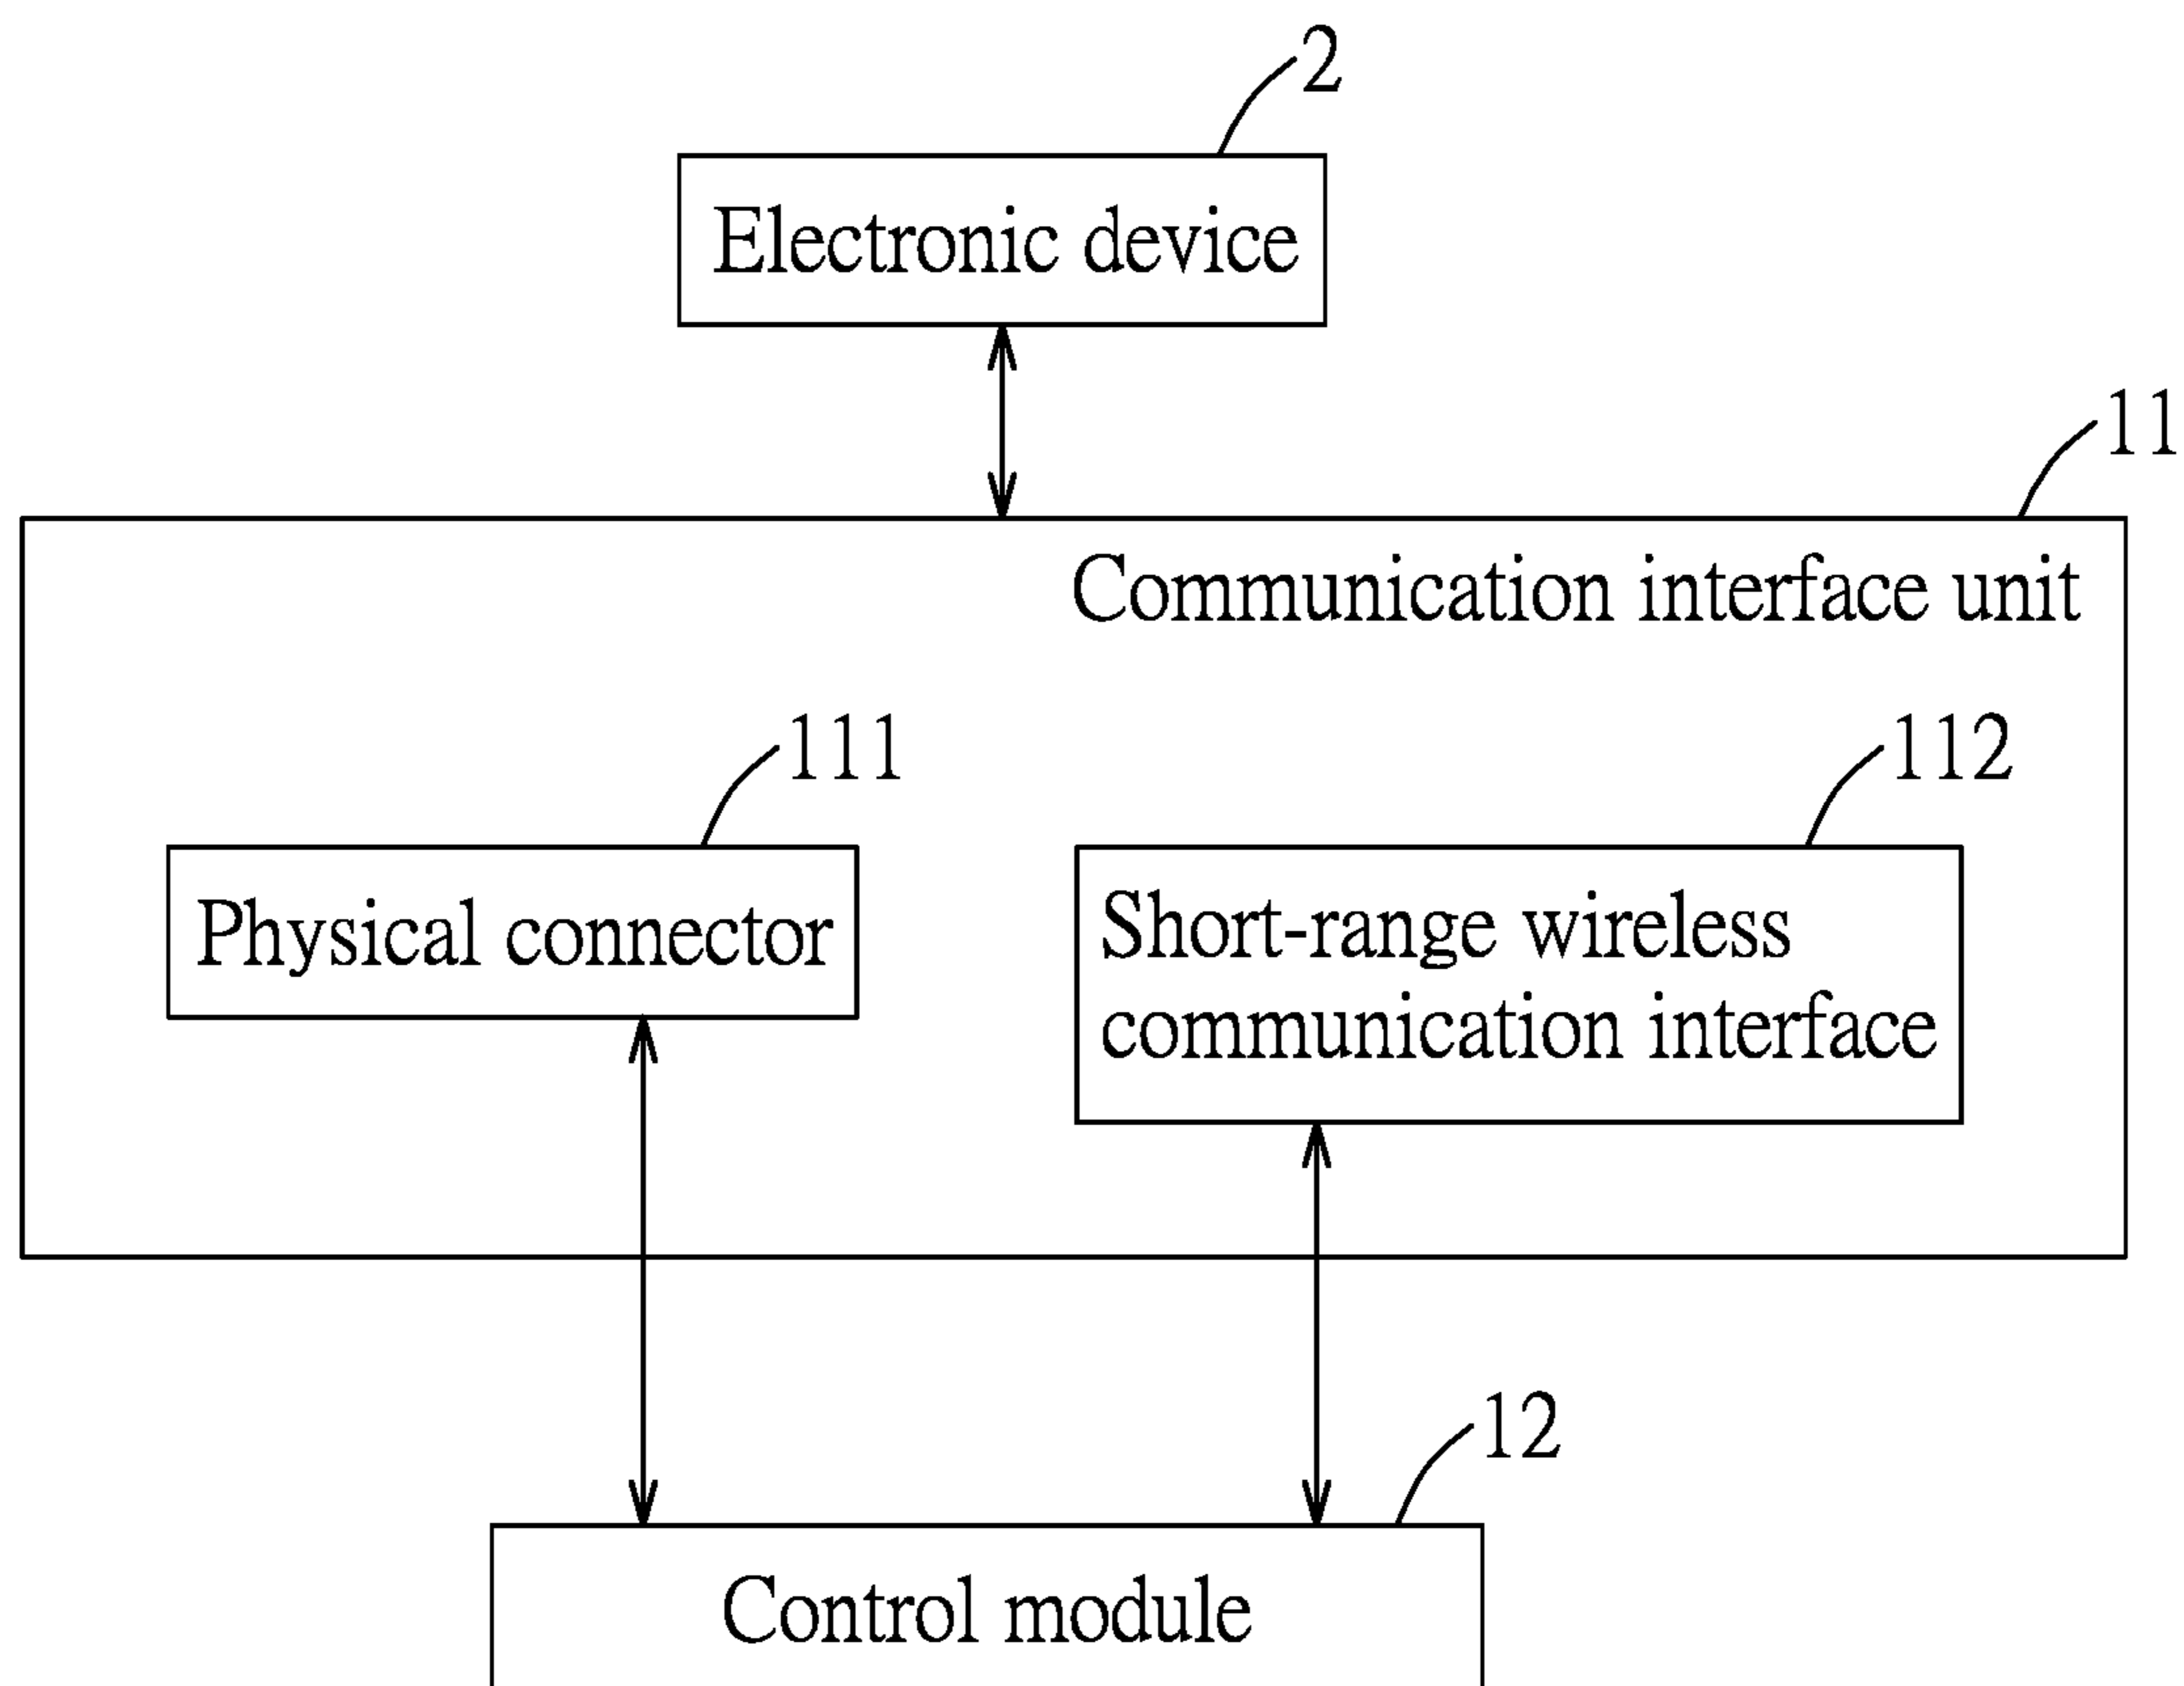 2
Electronic device
11
Communication interface unit
111
112
Physical connector
Short-range wireless
communication interface
12
Control module